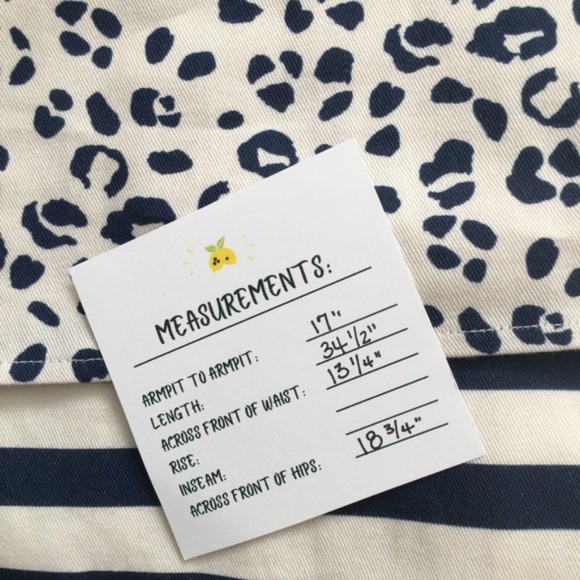 MEASUREMENTS:
ARMPIT TO ARMPIT: 17"
LENGTH: 34 1/2"
ACROSS FRONT OF WAIST: 13 1/4"
RISE:
INSEAM:
ACROSS FRONT OF HIPS: 18 3/4"